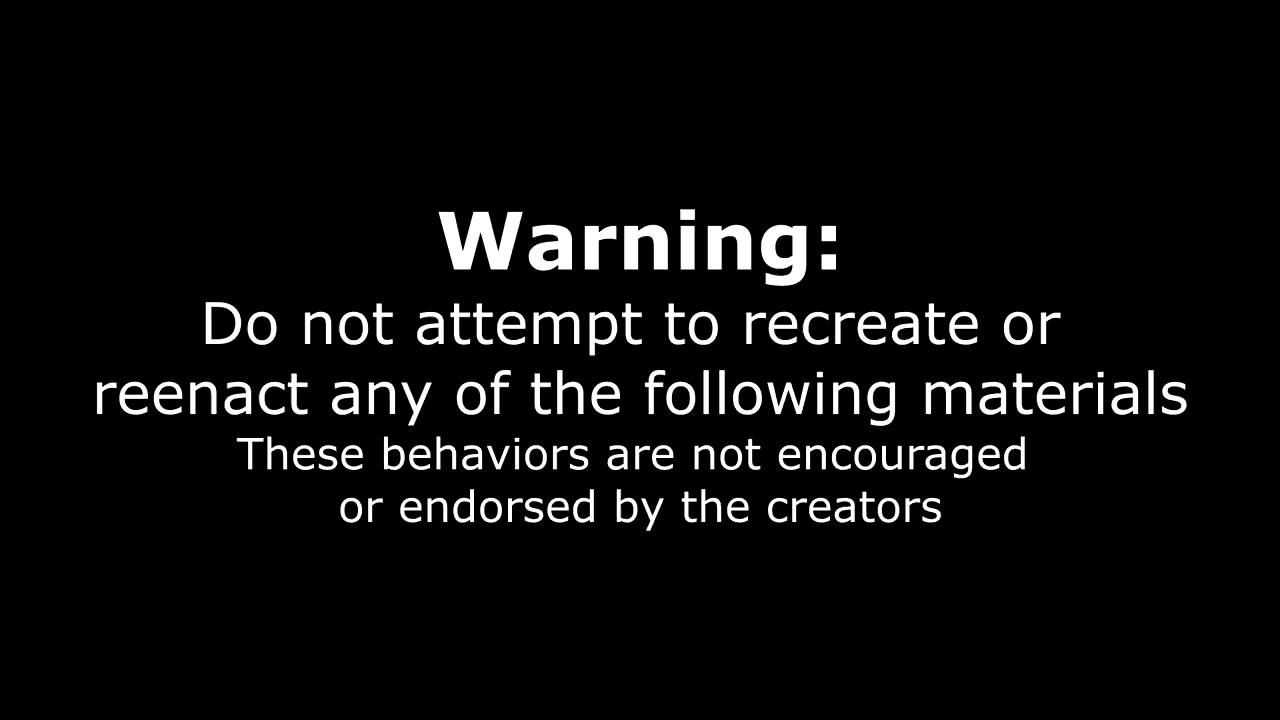 Warning:
Do not attempt to recreate or
reenact any of the following materials
These behaviors are not encouraged
or endorsed by the creators